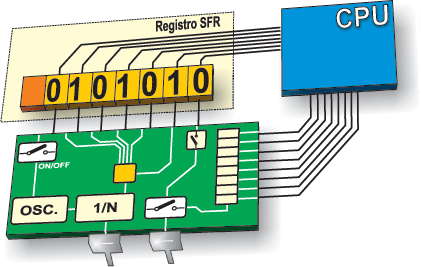 CPU
Registro SFR
0101010
ON/OFF
OSC.
1/N